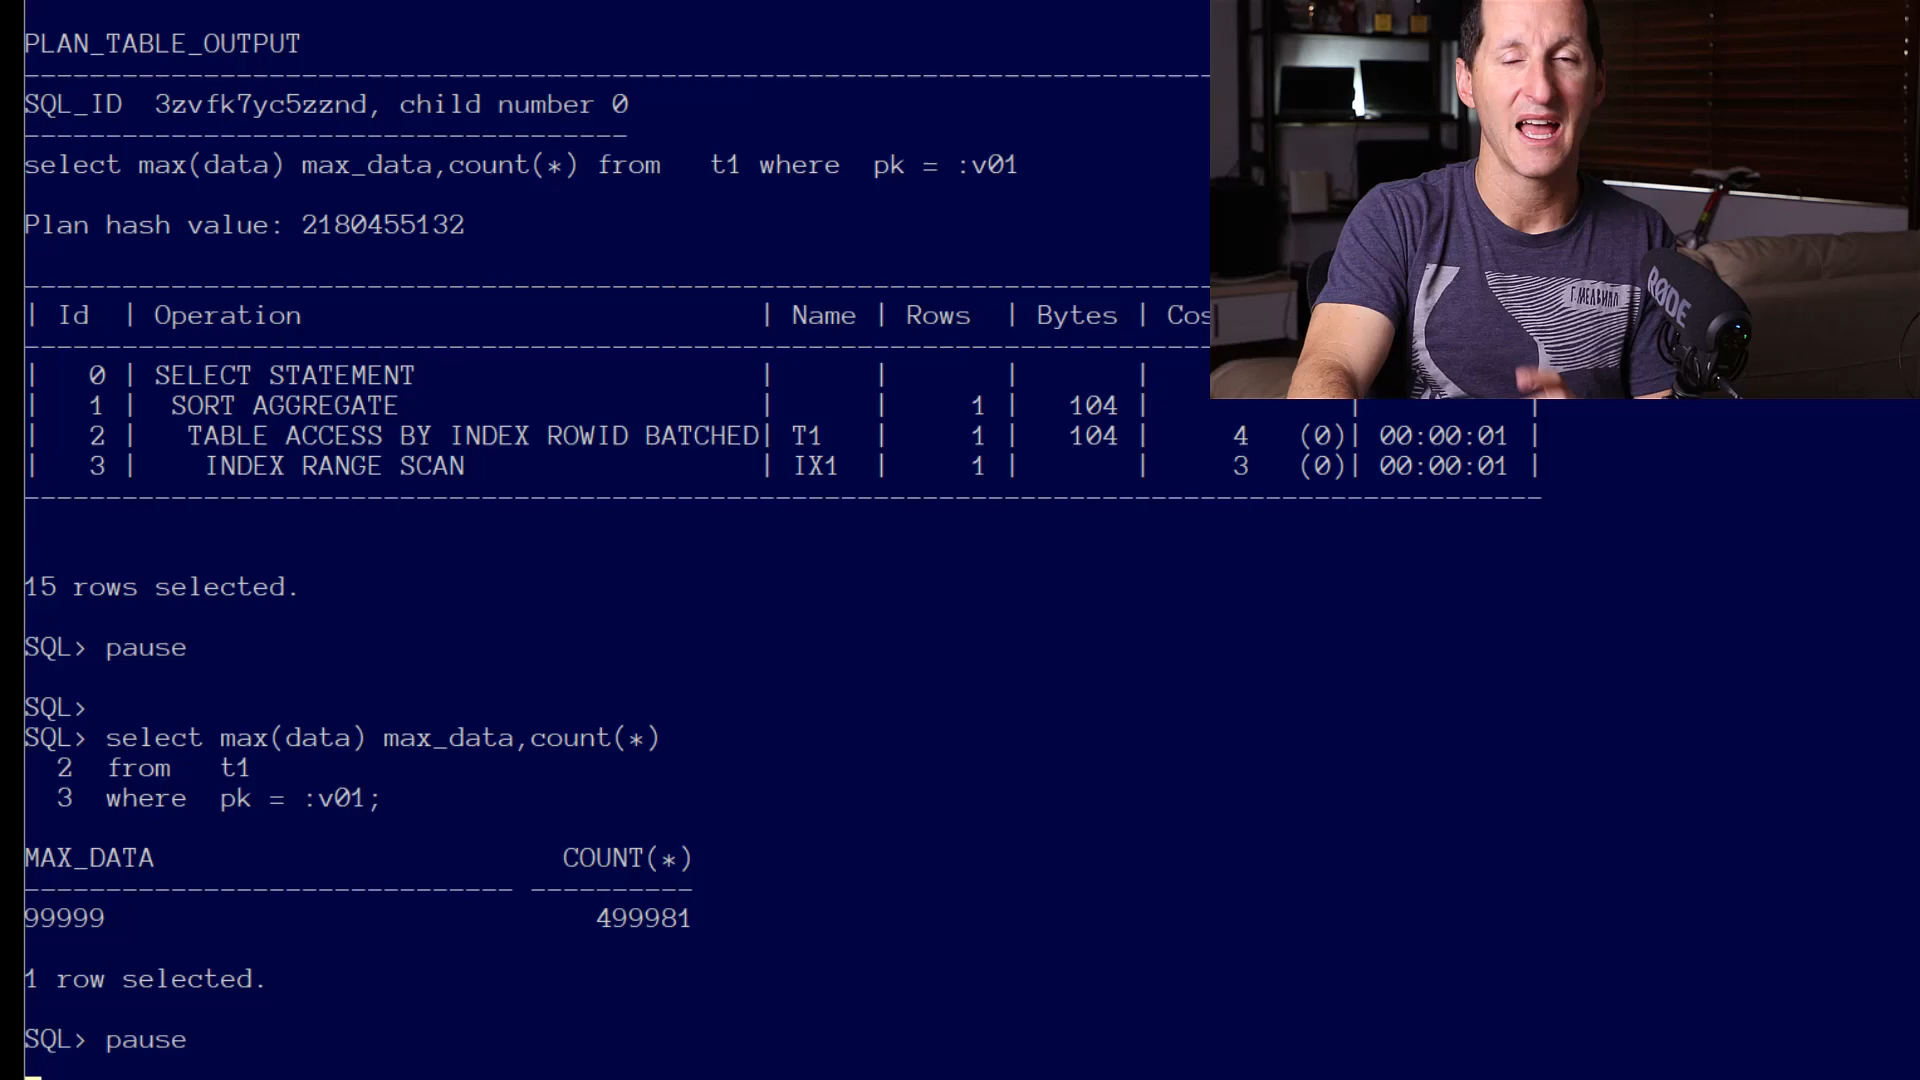 PLAN_TABLE_OUTPUT
--------------------------------------------------------------------------
SQL_ID  3zvfk7yc5zznd, child number 0
-------------------------------------
select max(data) max_data,count(*) from   t1 where  pk = :v01
Plan hash value: 2180455132
--------------------------------------------------------------------------
| Id  | Operation                            | Name | Rows  | Bytes | Cos
--------------------------------------------------------------------------
|   0 | SELECT STATEMENT                     |      |       |       |
|   1 |  SORT AGGREGATE                      |      |     1 |   104 |            |          |
|   2 |   TABLE ACCESS BY INDEX ROWID BATCHED| T1   |     1 |   104 |     4   (0)| 00:00:01 |
|   3 |    INDEX RANGE SCAN                  | IX1  |     1 |       |     3   (0)| 00:00:01 |
---------------------------------------------------------------------------------------------
15 rows selected.
SQL> pause
SQL>
SQL> select max(data) max_data,count(*)
  2  from   t1
  3  where  pk = :v01;
MAX_DATA                         COUNT(*)
------------------------------ ----------
99999                              499981
1 row selected.
SQL> pause
RØDE
Г.МЕЛВИЛЛ